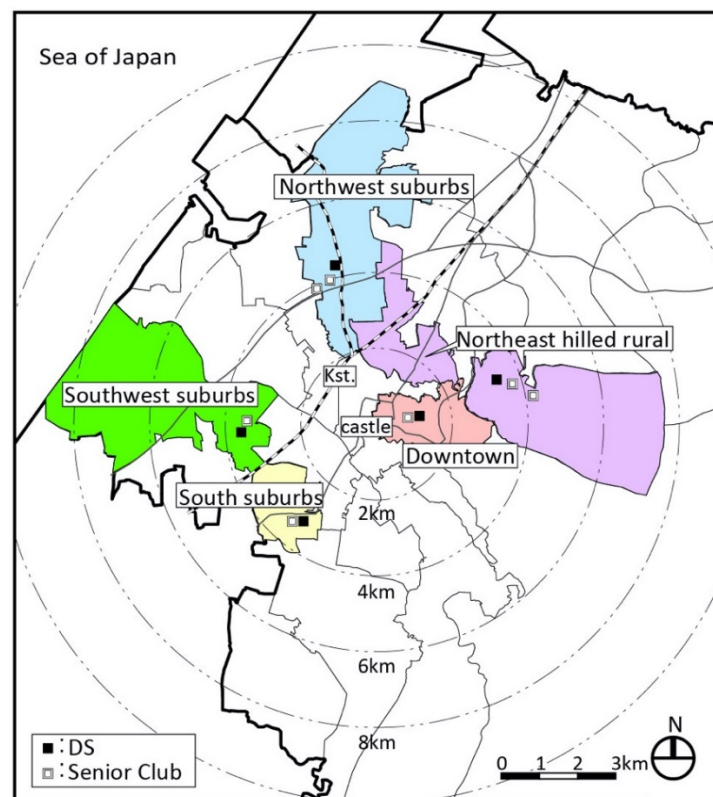 Sea of Japan
Northwest suburbs
Northeast hilled rural
Kst.
Southwest suburbs
castle
Downtown
South suburbs
2km
4km
6km
8km
■:DS
□:Senior Club
N
0 1 2 3km